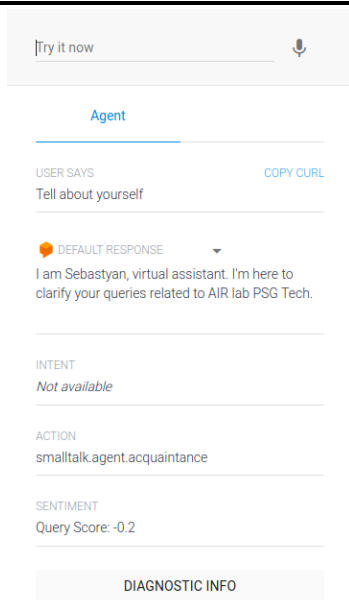 Try it now
Agent
USER SAYS COPY CURL
Tell about yourself
DEFAULT RESPONSE
I am Sebastyan, virtual assistant. I'm here to
clarify your queries related to AIR lab PSG Tech.
INTENT
Not available
ACTION
smalltalk.agent.acquaintance
SENTIMENT
Query Score: -0.2
DIAGNOSTIC INFO